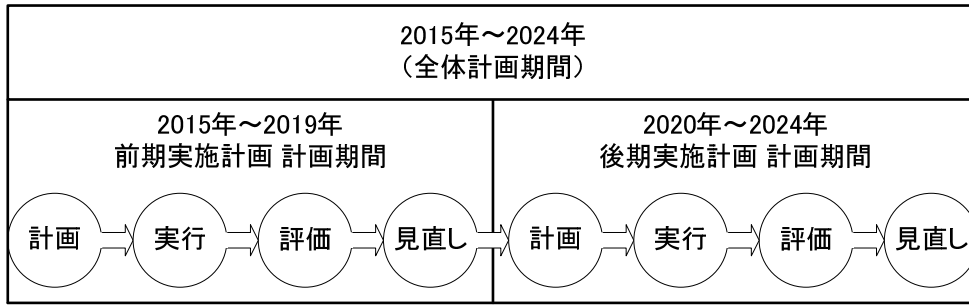 2015年～2024年
（全体計画期間）
2015年～2019年
前期実施計画 計画期間
2020年～2024年
後期実施計画 計画期間
計画
実行
評価
見直し
計画
実行
評価
見直し